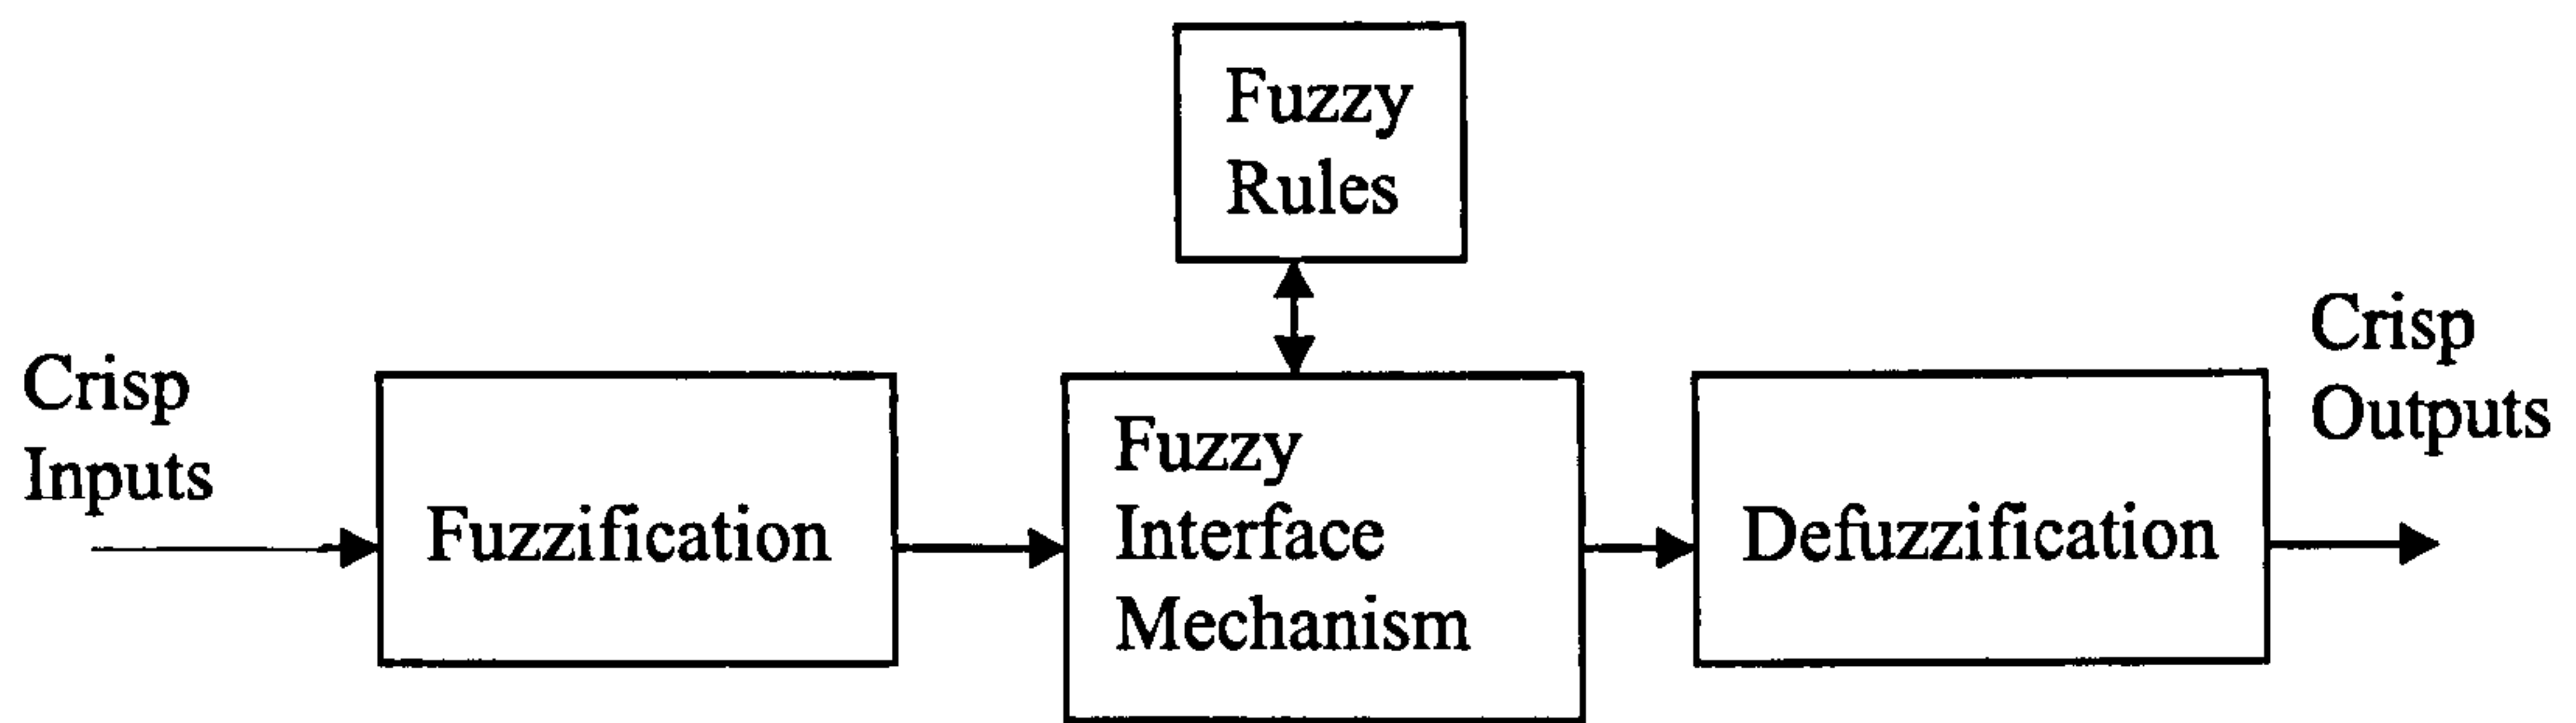 Fuzzy
Rules
Crisp
Inputs
Fuzzification
Fuzzy
Interface
Mechanism
Defuzzification
Crisp
Outputs